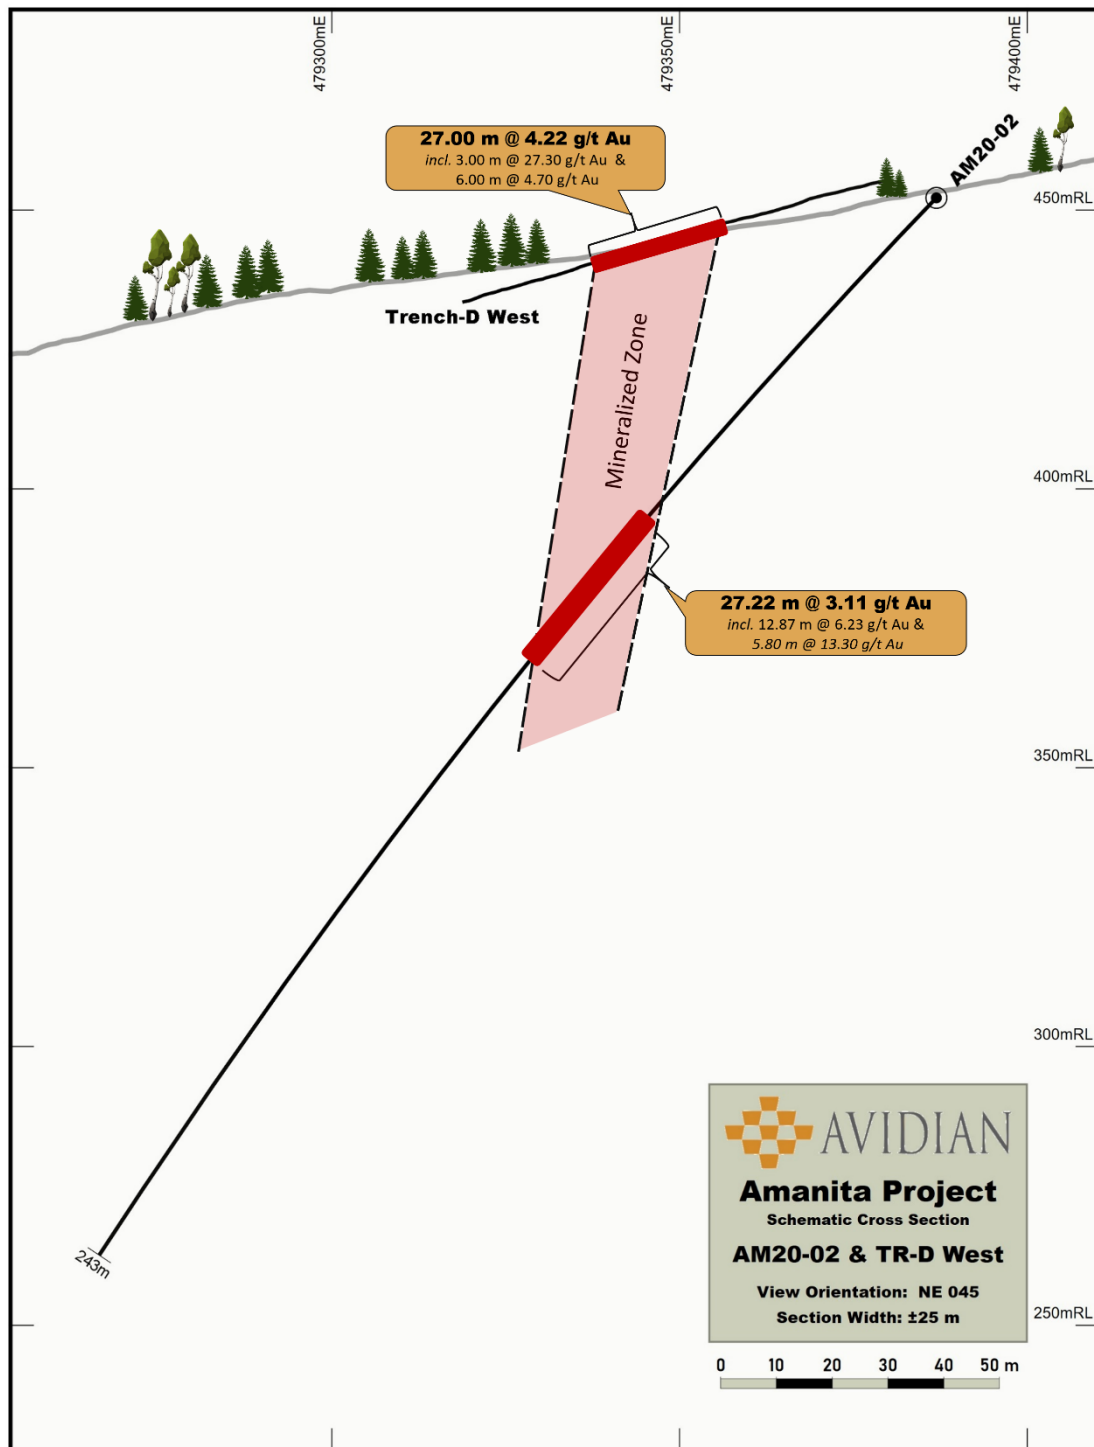 479300mE
479350mE
479400mE
27.00 m @ 4.22 g/t Au
incl. 3.00 m @ 27.30 g/t Au &
6.00 m @ 4.70 g/t Au
AM20-02
450mRL
Trench-D West
Mineralized Zone
400mRL
27.22 m @ 3.11 g/t Au
incl. 12.87 m @ 6.23 g/t Au &
5.80 m @ 13.30 g/t Au
350mRL
300mRL
243m
AVIDIAN
Amanita Project
Schematic Cross Section
AM20-02 & TR-D West
View Orientation: NE 045
Section Width: ±25 m
250mRL
0 10 20 30 40 50 m